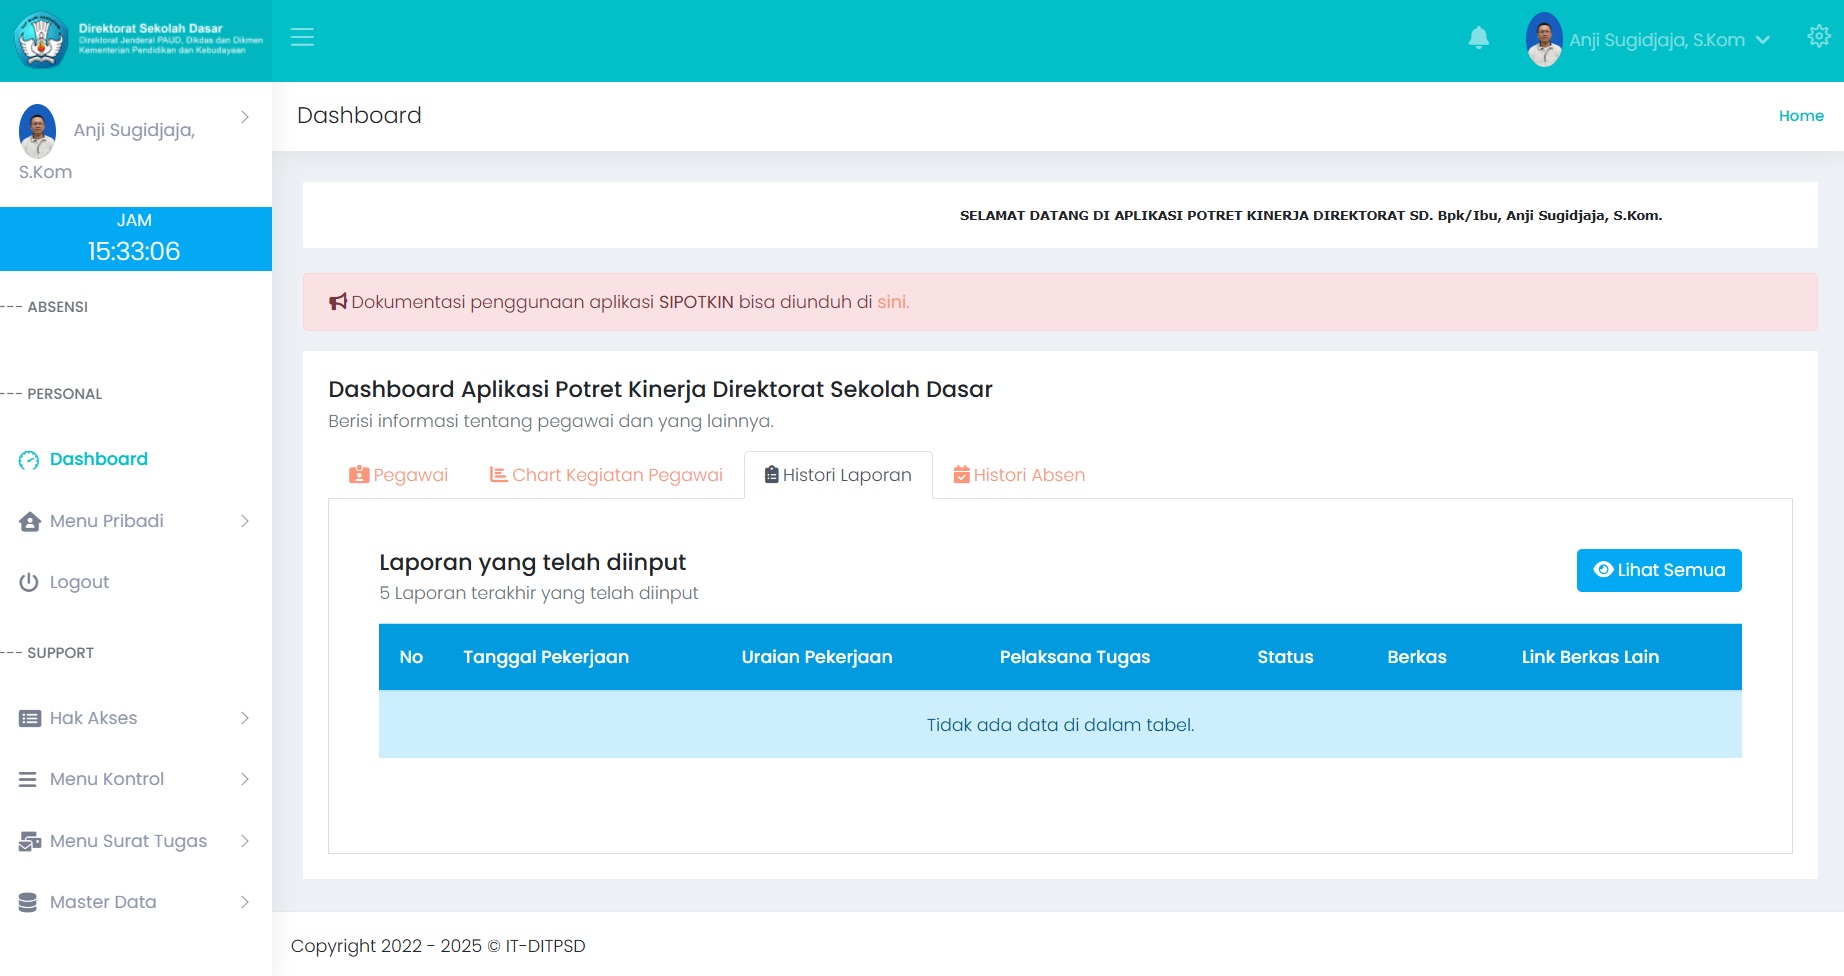 Direktorat Sekolah Dasar
Direktorat Jenderal PAUD, Dikdas dan Dikmen
Kementerian Pendidikan dan Kebudayaan
Anji Sugidjaja, S.Kom
Anji Sugidjaja,
S.Kom
JAM
15:33:06
--- ABSENSI
--- PERSONAL
Dashboard
Menu Pribadi
Logout
--- SUPPORT
Hak Akses
Menu Kontrol
Menu Surat Tugas
Master Data
Dashboard
Home
SELAMAT DATANG DI APLIKASI POTRET KINERJA DIREKTORAT SD. Bpk/Ibu, Anji Sugidjaja, S.Kom.
Dokumentasi penggunaan aplikasi SIPOTKIN bisa diunduh di sini.
Dashboard Aplikasi Potret Kinerja Direktorat Sekolah Dasar
Berisi informasi tentang pegawai dan yang lainnya.
Pegawai
Chart Kegiatan Pegawai
Histori Laporan
Histori Absen
Laporan yang telah diinput
5 Laporan terakhir yang telah diinput
Lihat Semua
No Tanggal Pekerjaan Uraian Pekerjaan Pelaksana Tugas Status Berkas Link Berkas Lain
Tidak ada data di dalam tabel.
Copyright 2022 - 2025 © IT-DITPSD